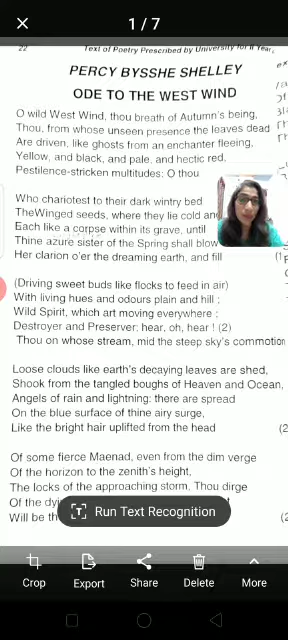 1 / 7
22
Text of Poetry Prescribed by University for II Year,
PERCY BYSSHE SHELLEY
ODE TO THE WEST WIND
O wild West Wind, thou breath of Autumn's being,
Thou, from whose unseen presence the leaves dead
Are driven, like ghosts from an enchanter fleeing,
Yellow, and black, and pale, and hectic red,
Pestilence-stricken multitudes: O thou
Who chariotest to their dark wintry bed
TheWinged seeds, where they lie cold and
Each like a corpse within its grave, until
Thine azure sister of the Spring shall blow
Her clarion o'er the dreaming earth, and fill
(Driving sweet buds like flocks to feed in air)
With living hues and odours plain and hill ;
Wild Spirit, which art moving everywhere ;
Destroyer and Preserver; hear, oh, hear ! (2)
Thou on whose stream, mid the steep sky's commotion
Loose clouds like earth's decaying leaves are shed,
Shook from the tangled boughs of Heaven and Ocean,
Angels of rain and lightning: there are spread
On the blue surface of thine airy surge,
Like the bright hair uplifted from the head
Of some fierce Maenad, even from the dim verge
Of the horizon to the zenith's height,
The locks of the approaching storm. Thou dirge
Of the
Will be
Run Text Recognition
Crop Export Share Delete More